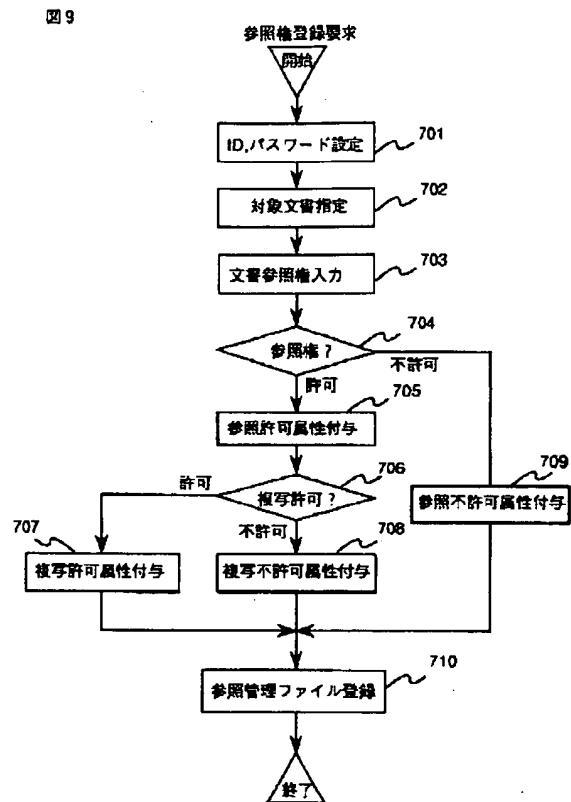 図9
参照権登録要求
開始
ID,パスワード設定
701
対象文書指定
702
文書参照権入力
703
704
参照権?
不許可
許可
705
参照許可属性付与
706
許可
複写許可?
709
参照不許可属性付与
707
不許可
708
複写許可属性付与
複写不許可属性付与
710
参照管理ファイル登録
終了